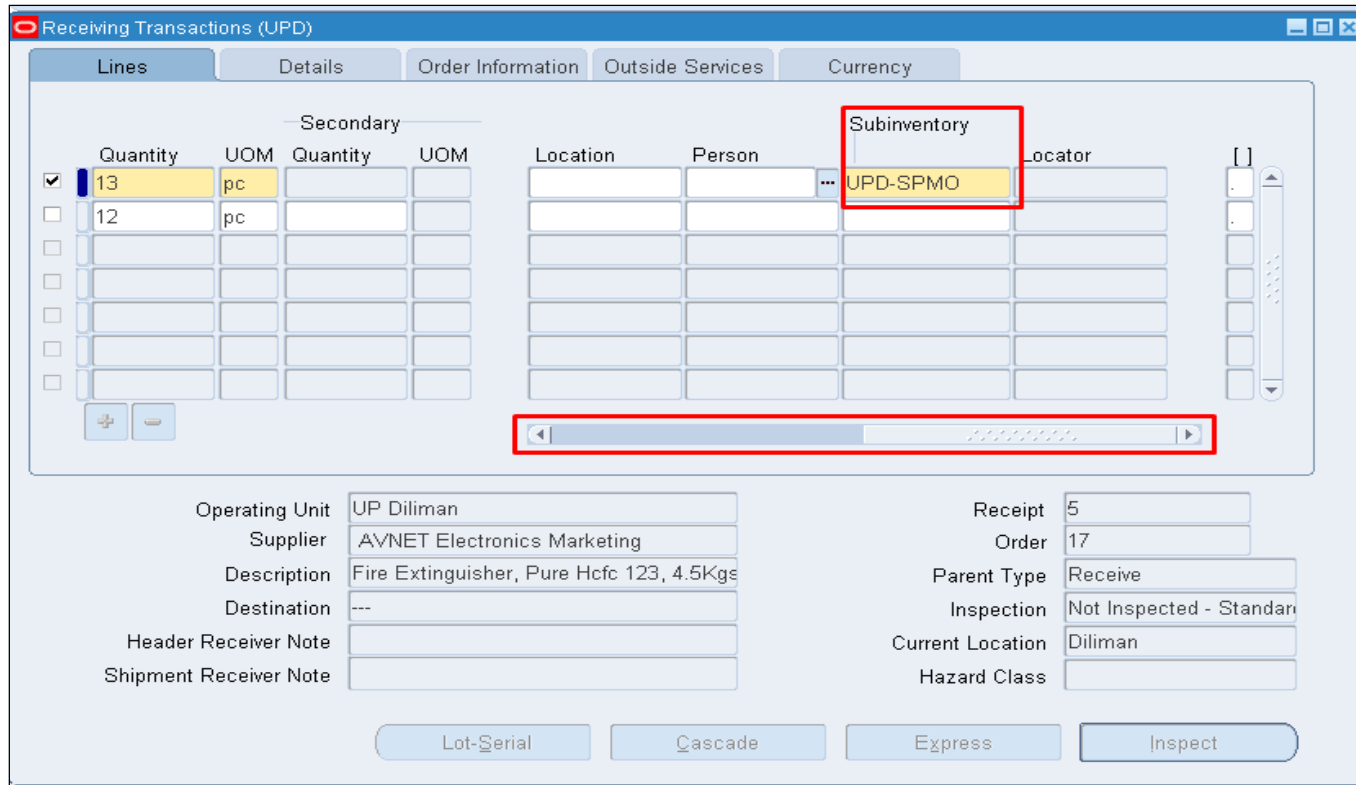 Receiving Transactions (UPD)
Lines Details Order Information Outside Services Currency
Secondary Subinventory
Quantity UOM Quantity UOM Location Person Locator [ ]
13 pc ... UPD-SPMO .
12 pc .
Operating Unit UP Diliman Receipt 5
Supplier AVNET Electronics Marketing Order 17
Description Fire Extinguisher, Pure Hcfc 123, 4.5Kgs Parent Type Receive
Destination --- Inspection Not Inspected - Standar
Header Receiver Note Current Location Diliman
Shipment Receiver Note Hazard Class
Lot-Serial Cascade Express Inspect